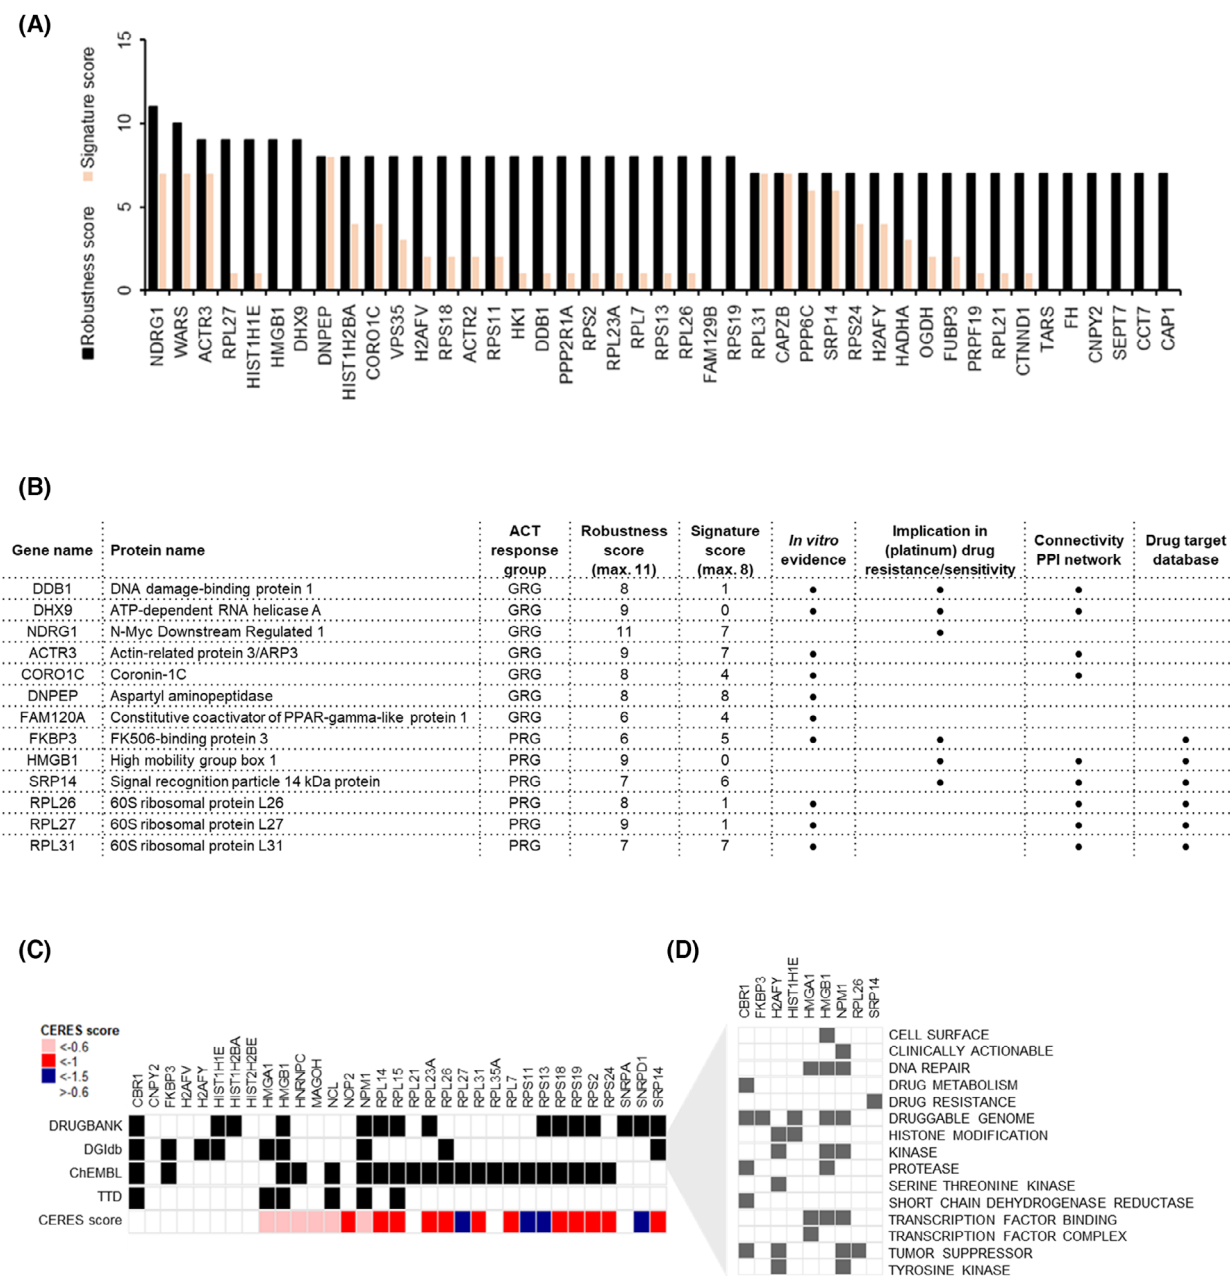 (A)
Robustness score
Signature score
15
10
5
0
NDRG1
WARS
ACTR3
RPL27
HIST1H1E
HMGB1
DHX9
DNPEP
HIST1H2BA
CORO1C
VPS35
H2AFV
RPS18
ACTR2
RPS11
HK1
DDB1
PPP2R1A
RPS2
RPL23A
RPL7
RPS13
RPL26
FAM129B
RPS19
RPL31
CAPZB
PPP6C
SRP14
RPS24
H2AFY
HADHA
OGDH
FUBP3
PRPF19
RPL21
CTNND1
TARS
FH
CNPY2
SEPT7
CCT7
CAP1
(B)
Gene name Protein name ACT response group Robustness score (max. 11) Signature score (max. 8) In vitro evidence Implication in (platinum) drug resistance/sensitivity Connectivity PPI network Drug target database
DDB1 DNA damage-binding protein 1 GRG 8 1 • • •
DHX9 ATP-dependent RNA helicase A GRG 9 0 • • •
NDRG1 N-Myc Downstream Regulated 1 GRG 11 7 •
ACTR3 Actin-related protein 3/ARP3 GRG 9 7 • •
CORO1C Coronin-1C GRG 8 4 • •
DNPEP Aspartyl aminopeptidase GRG 8 8 •
FAM120A Constitutive coactivator of PPAR-gamma-like protein 1 GRG 6 4 •
FKBP3 FK506-binding protein 3 PRG 6 5 • • •
HMGB1 High mobility group box 1 PRG 9 0 • • •
SRP14 Signal recognition particle 14 kDa protein PRG 7 6 • • •
RPL26 60S ribosomal protein L26 PRG 8 1 • • •
RPL27 60S ribosomal protein L27 PRG 9 1 • • •
RPL31 60S ribosomal protein L31 PRG 7 7 • • •
(C)
CERES score
<-0.6
<-1
<-1.5
>-0.6
CBR1
CNPY2
FKBP3
H2AFV
H2AFY
HIST1H1E
HIST1H2BA
HIST2H2BE
HMGA1
HMGB1
HNRNPC
MAGOH
NCL
NOP2
NPM1
RPL14
RPL15
RPL21
RPL23A
RPL26
RPL27
RPL31
RPL35A
RPL7
RPS11
RPS13
RPS18
RPS19
RPS2
RPS24
SNRPA
SNRPD1
SRP14
DRUGBANK
DGIdb
ChEMBL
TTD
CERES score
(D)
CBR1
FKBP3
H2AFY
HIST1H1E
HMGA1
HMGB1
NPM1
RPL26
SRP14
CELL SURFACE
CLINICALLY ACTIONABLE
DNA REPAIR
DRUG METABOLISM
DRUG RESISTANCE
DRUGGABLE GENOME
HISTONE MODIFICATION
KINASE
PROTEASE
SERINE THREONINE KINASE
SHORT CHAIN DEHYDROGENASE REDUCTASE
TRANSCRIPTION FACTOR BINDING
TRANSCRIPTION FACTOR COMPLEX
TUMOR SUPPRESSOR
TYROSINE KINASE